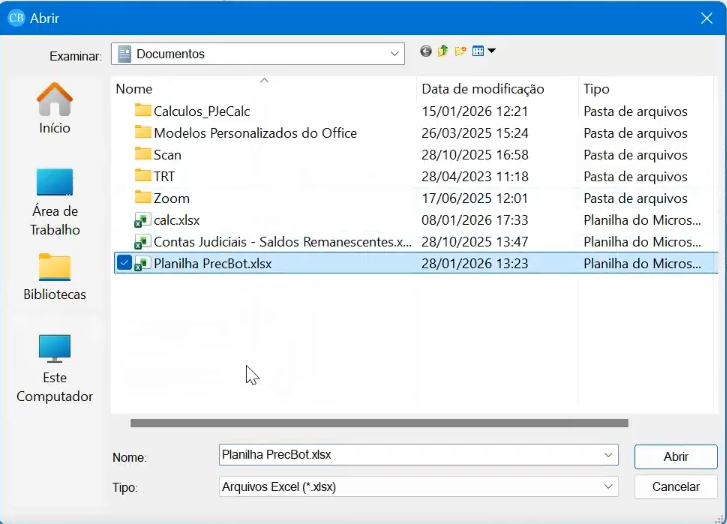 CB Abrir
Examinar: Documentos
Nome Data de modificação Tipo
Calculos_PJeCalc 15/01/2026 12:21 Pasta de arquivos
Modelos Personalizados do Office 26/03/2025 15:24 Pasta de arquivos
Scan 28/10/2025 16:58 Pasta de arquivos
TRT 28/04/2023 11:18 Pasta de arquivos
Zoom 17/06/2025 12:01 Pasta de arquivos
calc.xlsx 08/01/2026 17:33 Planilha do Micros...
Contas Judiciais - Saldos Remanescentes.x... 28/10/2025 13:47 Planilha do Micros...
Planilha PrecBot.xlsx 28/01/2026 13:23 Planilha do Micros...
Início
Área de
Trabalho
Bibliotecas
Este
Computador
Nome: Planilha PrecBot.xlsx Abrir
Tipo: Arquivos Excel (*.xlsx) Cancelar